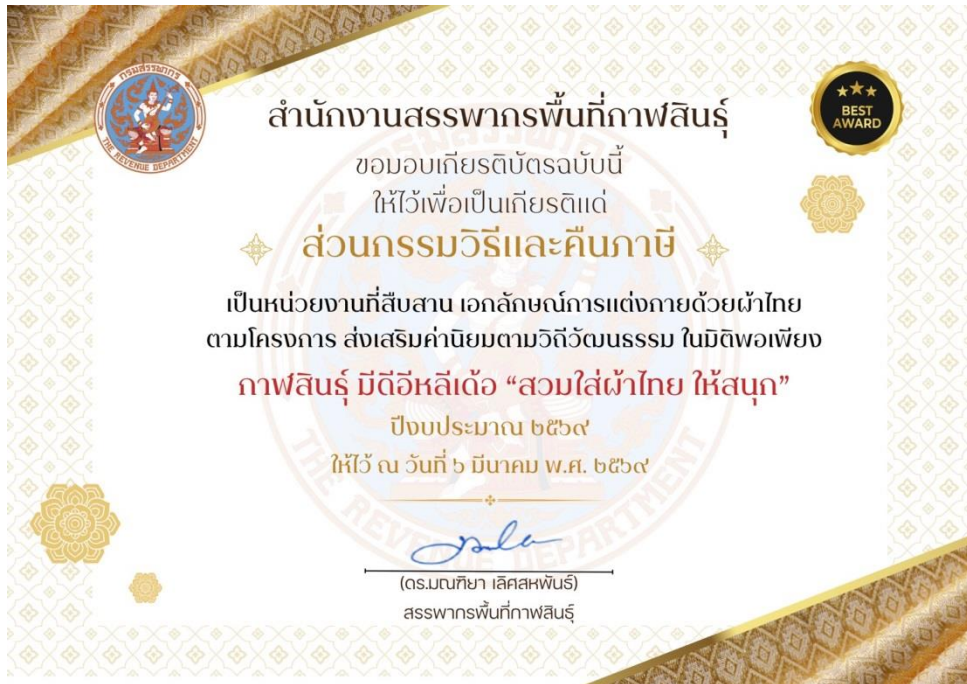 กรมสรรพากร
THE REVENUE DEPARTMENT
BEST
AWARD
สำนักงานสรรพากรพื้นที่กาฬสินธุ์
ขอมอบเกียรติบัตรฉบับนี้
ให้ไว้เพื่อเป็นเกียรติแด่
ส่วนกรรมวิธีและคืนภาษี
เป็นหน่วยงานที่สืบสาน เอกลักษณ์การแต่งกายด้วยผ้าไทย
ตามโครงการ ส่งเสริมค่านิยมตามวิถีวัฒนธรรม ในมิติพอเพียง
กาฬสินธุ์ มีดีอีหลีเด้อ “สวมใส่ผ้าไทย ให้สนุก”
ปีงบประมาณ ๒๕๖๙
ให้ไว้ ณ วันที่ ๖ มีนาคม พ.ศ. ๒๕๖๙
(ดร.มณฑิยา เลิศสหพันธ์)
สรรพากรพื้นที่กาฬสินธุ์
กรมสรรพากร
THE REVENUE DEPARTMENT